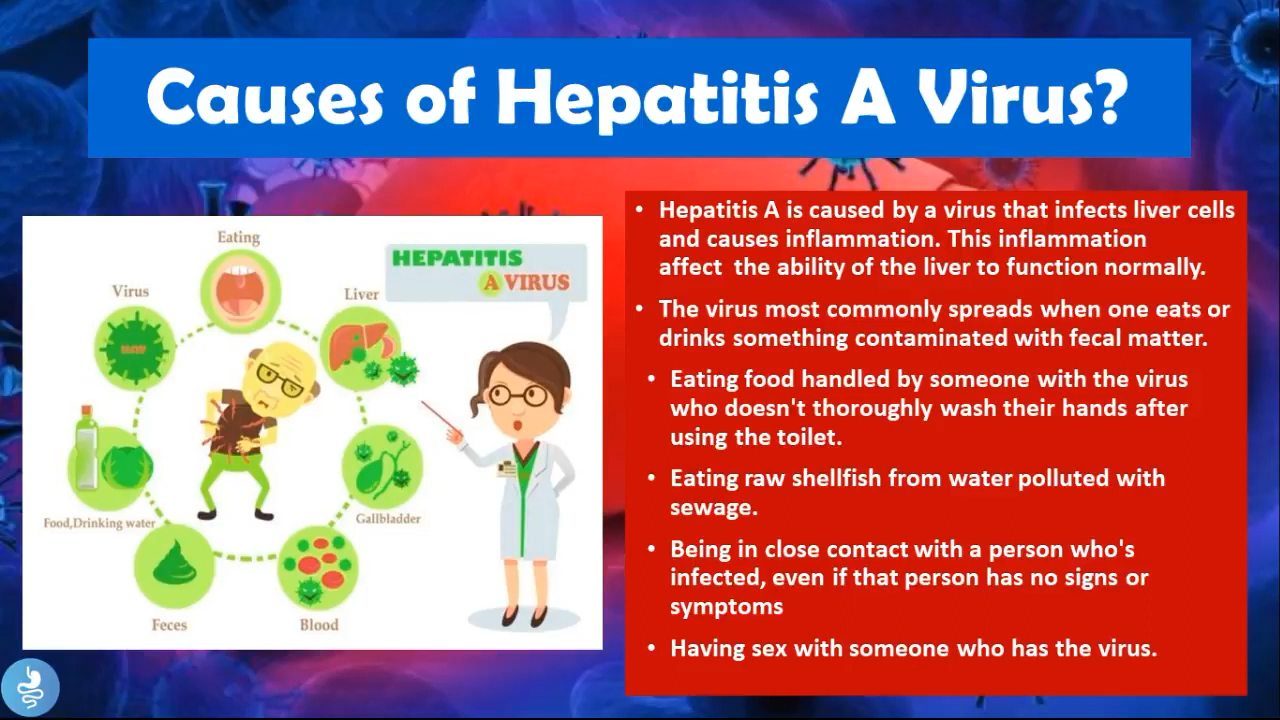 Causes of Hepatitis A Virus?
Eating
HEPATITIS
A VIRUS
Virus
Liver
Food,Drinking water
Gallbladder
Feces
Blood
• Hepatitis A is caused by a virus that infects liver cells
and causes inflammation. This inflammation
affect  the ability of the liver to function normally.
• The virus most commonly spreads when one eats or
drinks something contaminated with fecal matter.
• Eating food handled by someone with the virus
who doesn't thoroughly wash their hands after
using the toilet.
• Eating raw shellfish from water polluted with
sewage.
• Being in close contact with a person who's
infected, even if that person has no signs or
symptoms
• Having sex with someone who has the virus.